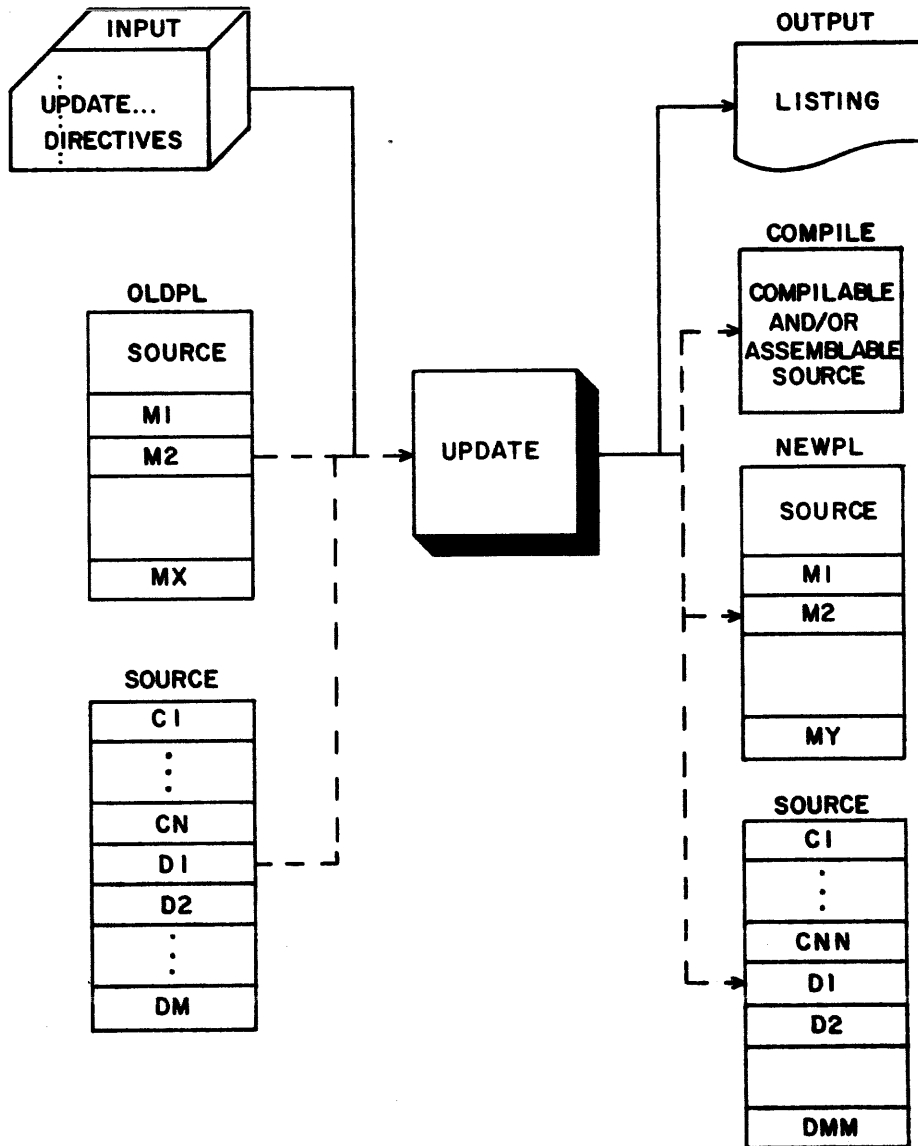 INPUT
UPDATE...
DIRECTIVES
OLDPL
SOURCE
M1
M2
MX
SOURCE
C1
CN
D1
D2
DM
UPDATE
OUTPUT
LISTING
COMPILE
COMPILABLE
AND/OR
ASSEMBLABLE
SOURCE
NEWPL
SOURCE
M1
M2
MY
SOURCE
C1
CNN
D1
D2
DMM